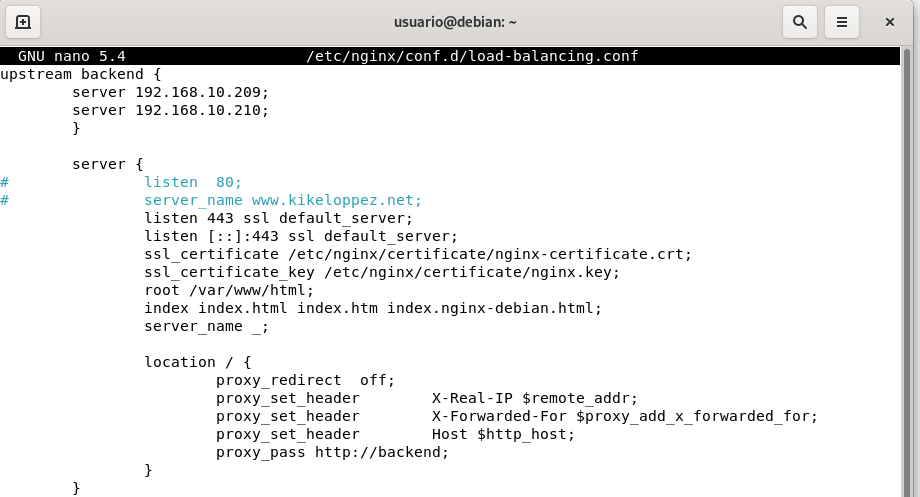 usuario@debian: ~
GNU nano 5.4 /etc/nginx/conf.d/load-balancing.conf
upstream backend {
server 192.168.10.209;
server 192.168.10.210;
}
server {
# listen 80;
# server_name www.kikeloppez.net;
listen 443 ssl default_server;
listen [::]:443 ssl default_server;
ssl_certificate /etc/nginx/certificate/nginx-certificate.crt;
ssl_certificate_key /etc/nginx/certificate/nginx.key;
root /var/www/html;
index index.html index.htm index.nginx-debian.html;
server_name _;
location / {
proxy_redirect off;
proxy_set_header X-Real-IP $remote_addr;
proxy_set_header X-Forwarded-For $proxy_add_x_forwarded_for;
proxy_set_header Host $http_host;
proxy_pass http://backend;
}
}